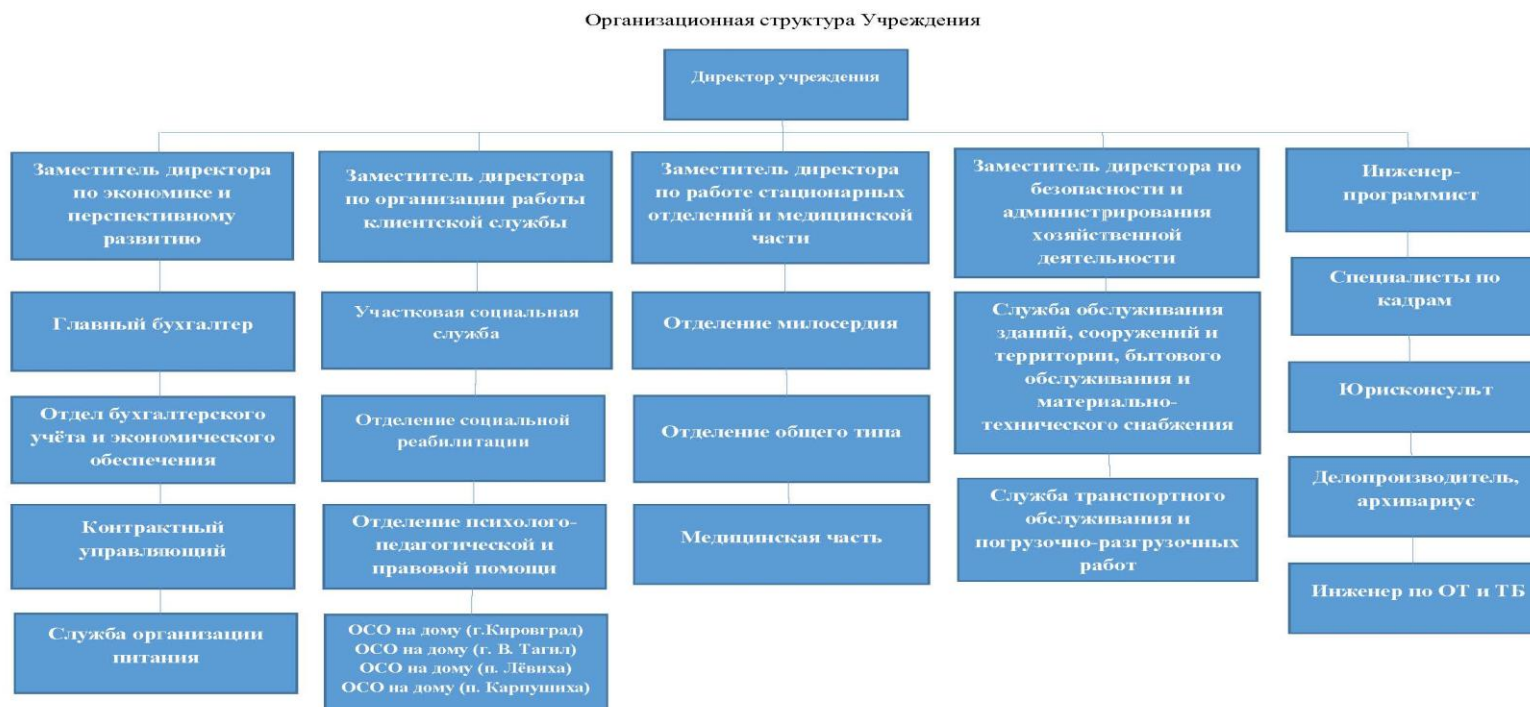 Организационная структура Учреждения
Директор учреждения
Заместитель директора
по экономике и
перспективному
развитию
Главный бухгалтер
Отдел бухгалтерского
учёта и экономического
обеспечения
Контрактный
управляющий
Служба организации
питания
Заместитель директора
по организации работы
клиентской службы
Участковая социальная
служба
Отделение социальной
реабилитации
Отделение психолого-
педагогической и
правовой помощи
ОСО на дому (г.Кировград)
ОСО на дому (г. В. Тагил)
ОСО на дому (п. Лёвиха)
ОСО на дому (п. Карпушиха)
Заместитель директора
по работе стационарных
отделений и медицинской
части
Отделение милосердия
Отделение общего типа
Медицинская часть
Заместитель директора по
безопасности и
администрирования
хозяйственной
деятельности
Служба обслуживания
зданий, сооружений и
территории, бытового
обслуживания и
материально-
технического снабжения
Служба транспортного
обслуживания и
погрузочно-разгрузочных
работ
Инженер-
программист
Специалисты по
кадрам
Юрисконсульт
Делопроизводитель,
архивариус
Инженер по ОТ и ТБ